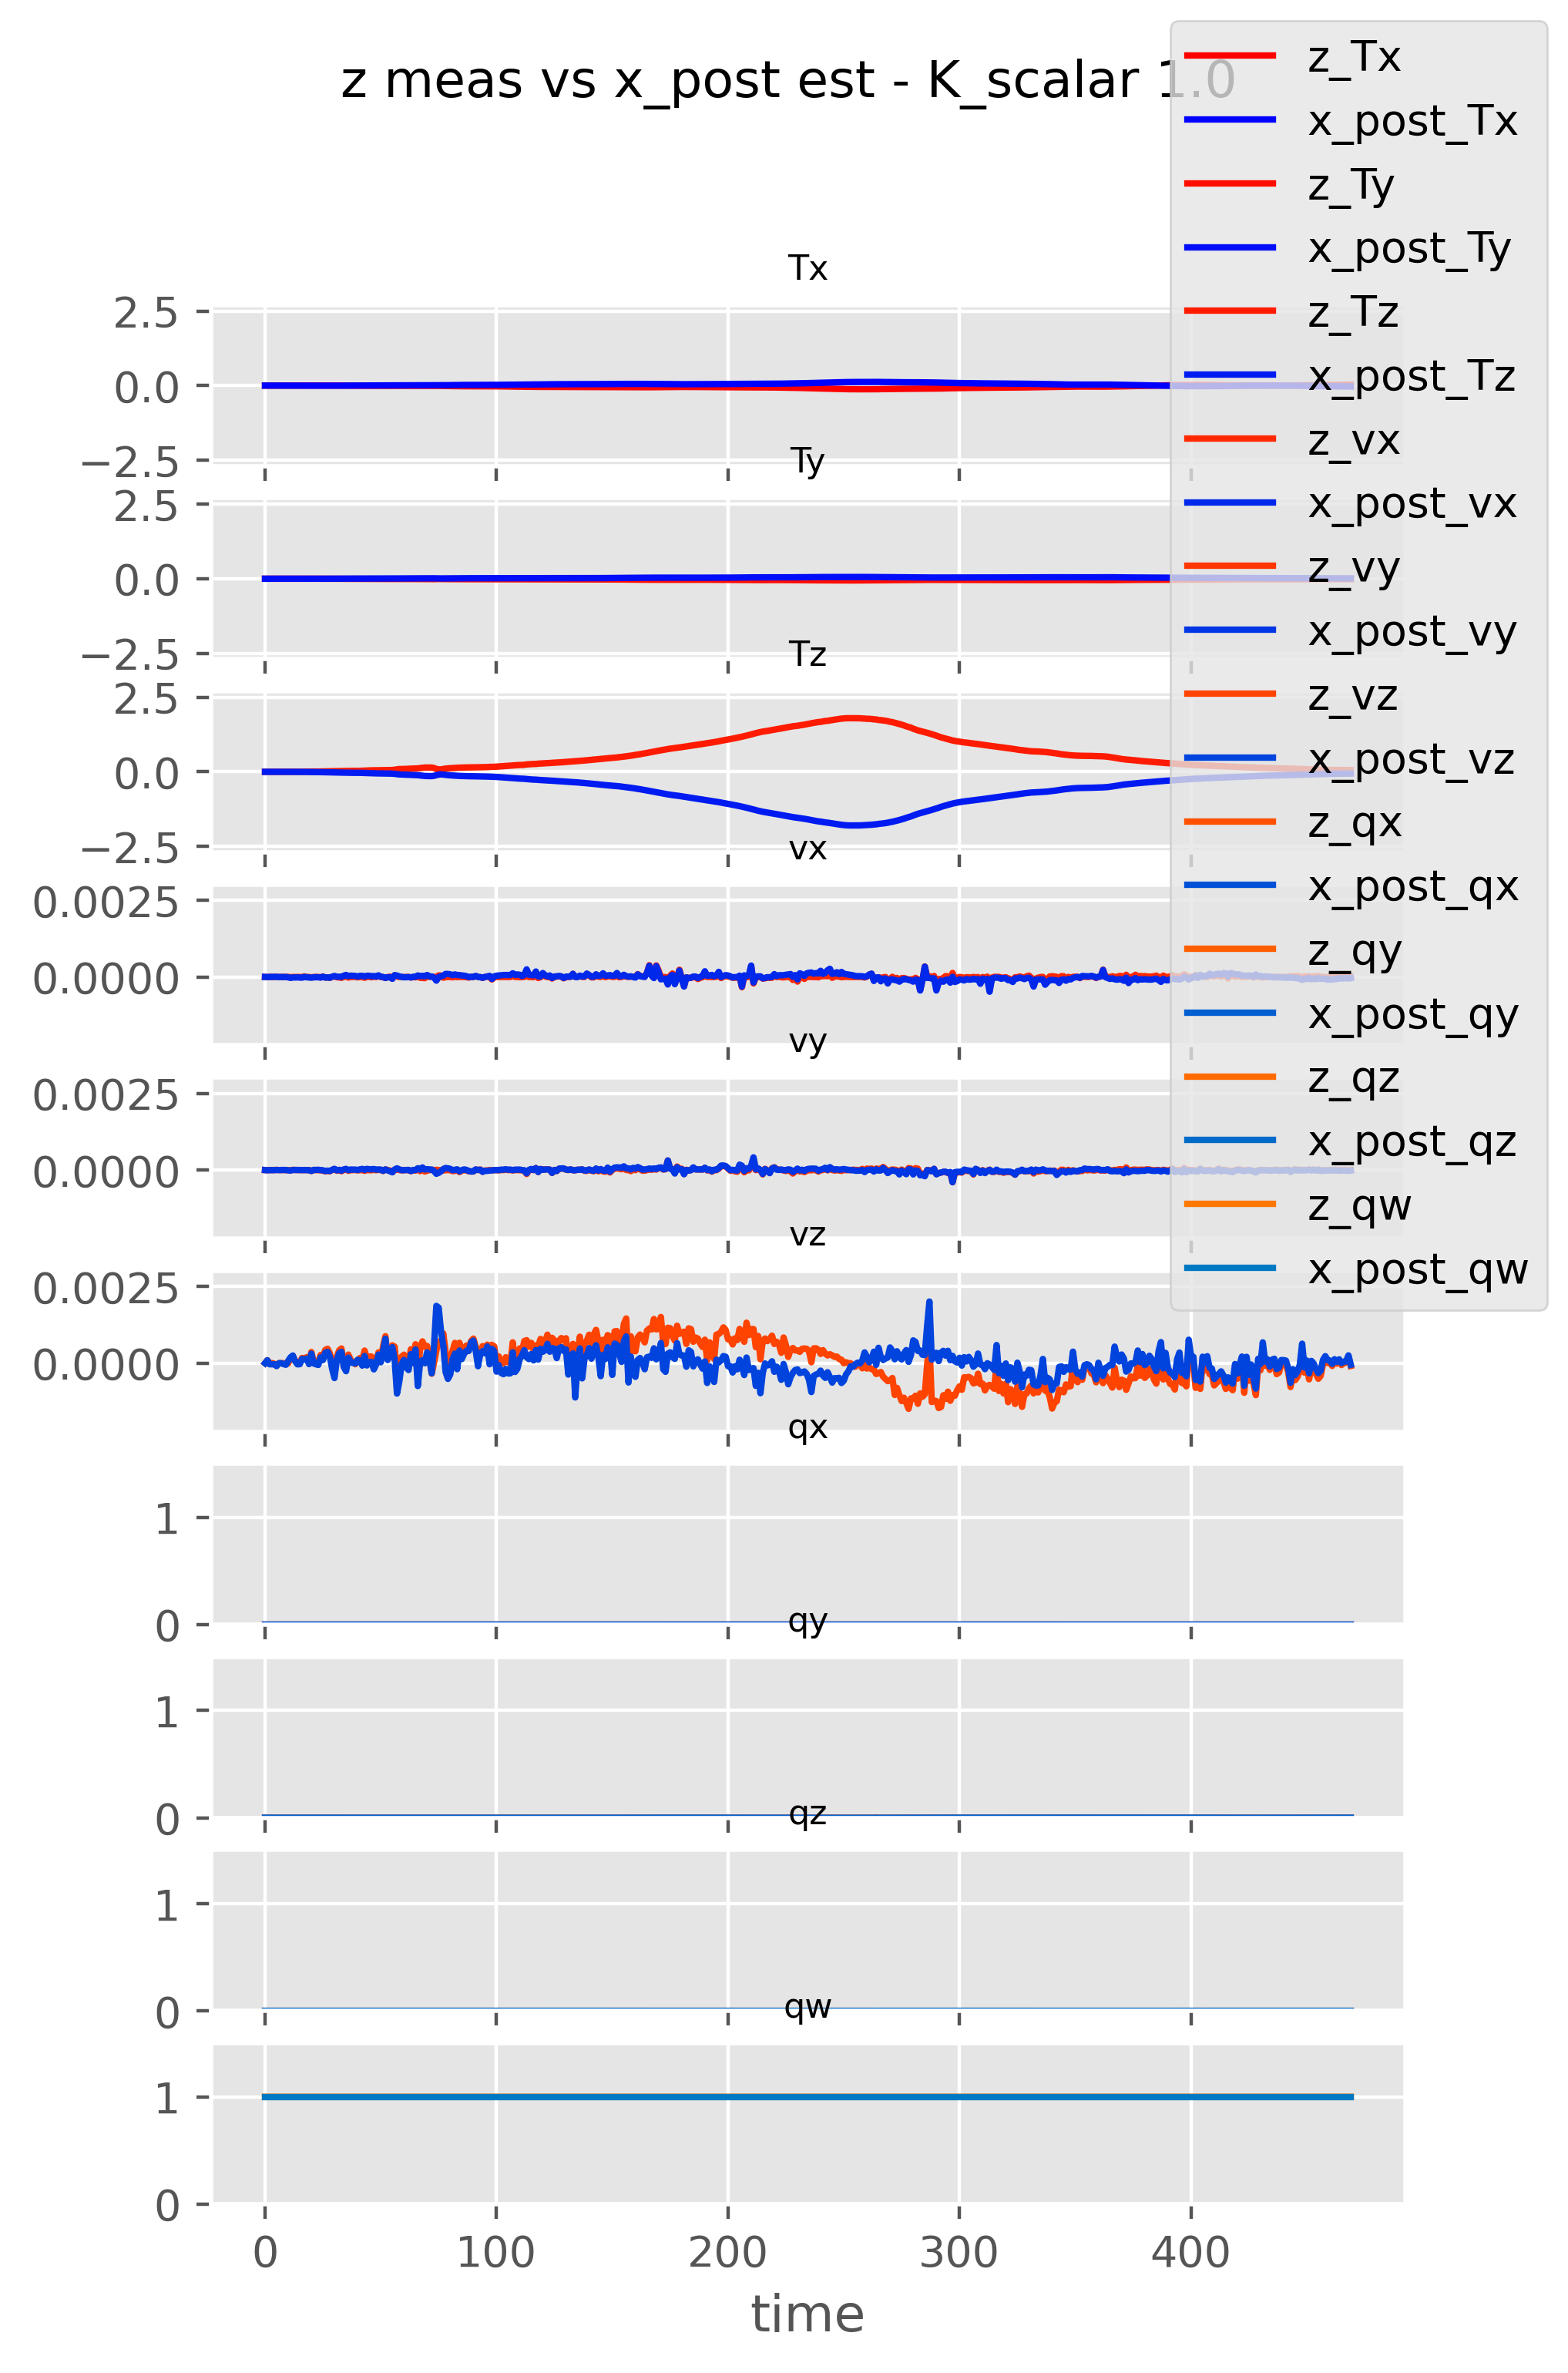 z meas vs x_post est - K_scalar 1.0
z_Tx
x_post_Tx
z_Ty
x_post_Ty
z_Tz
x_post_Tz
z_vx
x_post_vx
z_vy
x_post_vy
z_vz
x_post_vz
z_qx
x_post_qx
z_qy
x_post_qy
z_qz
x_post_qz
z_qw
x_post_qw
Tx
2.5
0.0
−2.5
Ty
2.5
0.0
−2.5
Tz
2.5
0.0
−2.5
vx
0.0025
0.0000
vy
0.0025
0.0000
vz
0.0025
0.0000
qx
1
0
qy
1
0
qz
1
0
qw
1
0
0 100 200 300 400
time